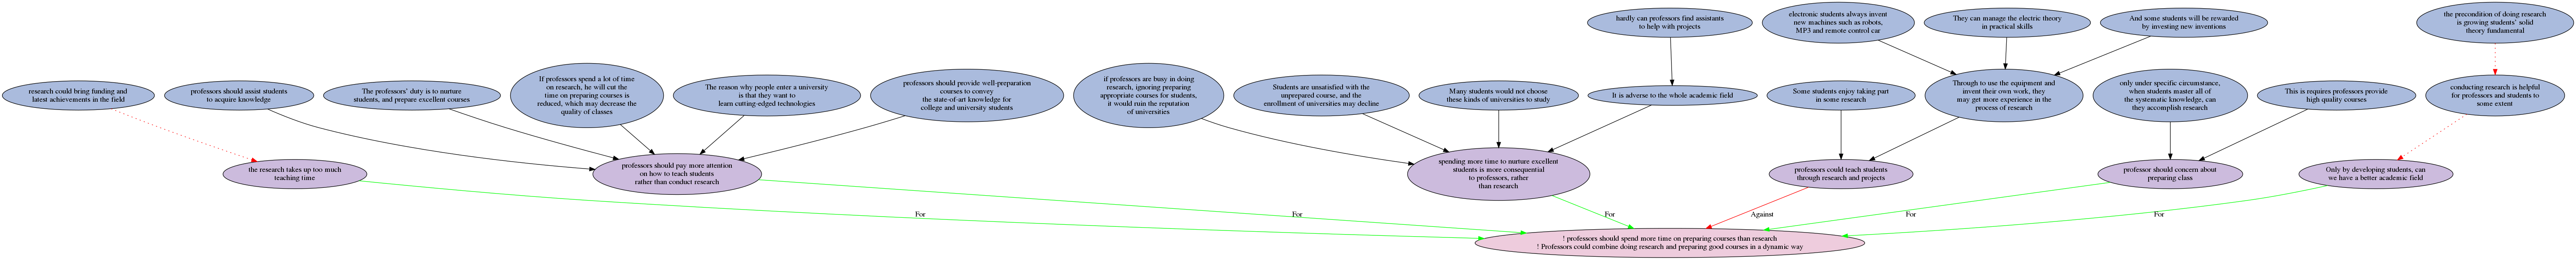 hardly can professors find assistants
to help with projects
electronic students always invent
new machines such as robots,
MP3 and remote control car
They can manage the electric theory
in practical skills
And some students will be rewarded
by investing new inventions
the precondition of doing research
is growing students' solid
theory fundamental
research could bring funding and
latest achievements in the field
professors should assist students
to acquire knowledge
The professors' duty is to nurture
students, and prepare excellent courses
If professors spend a lot of time
on research, he will cut the
time on preparing courses is
reduced, which may decrease the
quality of classes
The reason why people enter a university
is that they want to
learn cutting-edged technologies
professors should provide well-preparation
courses to convey
the state-of-art knowledge for
college and university students
if professors are busy in doing
research, ignoring preparing
appropriate courses for students,
it would ruin the reputation
of universities
Students are unsatisfied with the
unprepared course, and the
enrollment of universities may decline
Many students would not choose
these kinds of universities to study
It is adverse to the whole academic field
Some students enjoy taking part
in some research
Through to use the equipment and
invent their own work, they
may get more experience in the
process of research
only under specific circumstance,
when students master all of
the systematic knowledge, can
they accomplish research
This is requires professors provide
high quality courses
conducting research is helpful
for professors and students to
some extent
the research takes up too much
teaching time
professors should pay more attention
on how to teach students
rather than conduct research
spending more time to nurture excellent
students is more consequential
to professors, rather
than research
professors could teach students
through research and projects
professor should concern about
preparing class
Only by developing students, can
we have a better academic field
For
For
For
Against
For
For
! professors should spend more time on preparing courses than research
! Professors could combine doing research and preparing good courses in a dynamic way